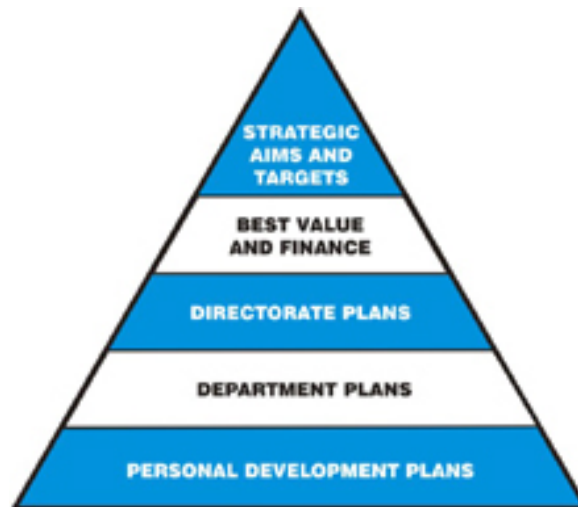 STRATEGIC
AIMS AND
TARGETS
BEST VALUE
AND FINANCE
DIRECTORATE PLANS
DEPARTMENT PLANS
PERSONAL DEVELOPMENT PLANS